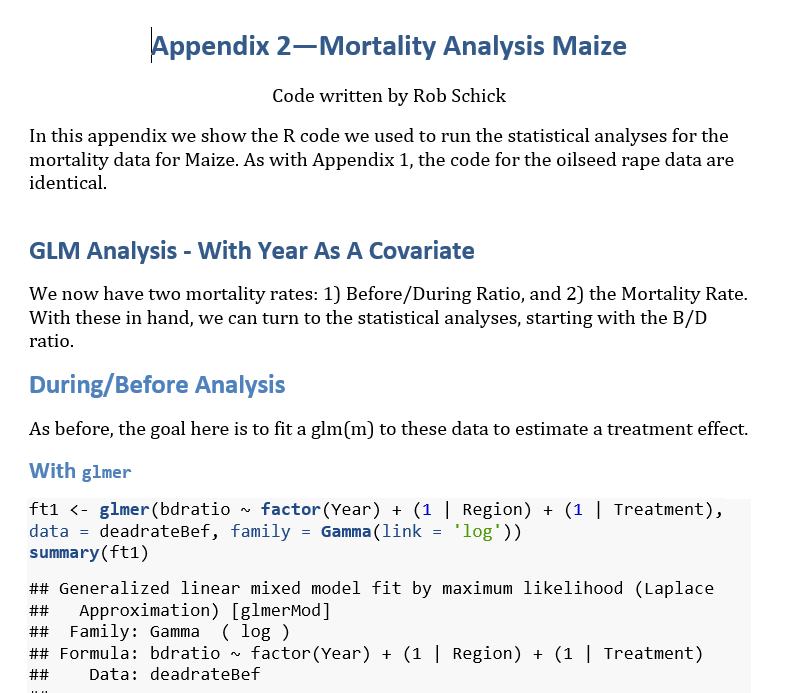 Appendix 2—Mortality Analysis Maize
Code written by Rob Schick
In this appendix we show the R code we used to run the statistical analyses for the
mortality data for Maize. As with Appendix 1, the code for the oilseed rape data are
identical.
GLM Analysis - With Year As A Covariate
We now have two mortality rates: 1) Before/During Ratio, and 2) the Mortality Rate.
With these in hand, we can turn to the statistical analyses, starting with the B/D
ratio.
During/Before Analysis
As before, the goal here is to fit a glm(m) to these data to estimate a treatment effect.
With glmer
ft1 <- glmer(bdratio ~ factor(Year) + (1 | Region) + (1 | Treatment),
data = deadrateBef, family = Gamma(link = 'log'))
summary(ft1)
## Generalized linear mixed model fit by maximum likelihood (Laplace
##   Approximation) [glmerMod]
##  Family: Gamma  ( log )
## Formula: bdratio ~ factor(Year) + (1 | Region) + (1 | Treatment)
##    Data: deadrateBef
##